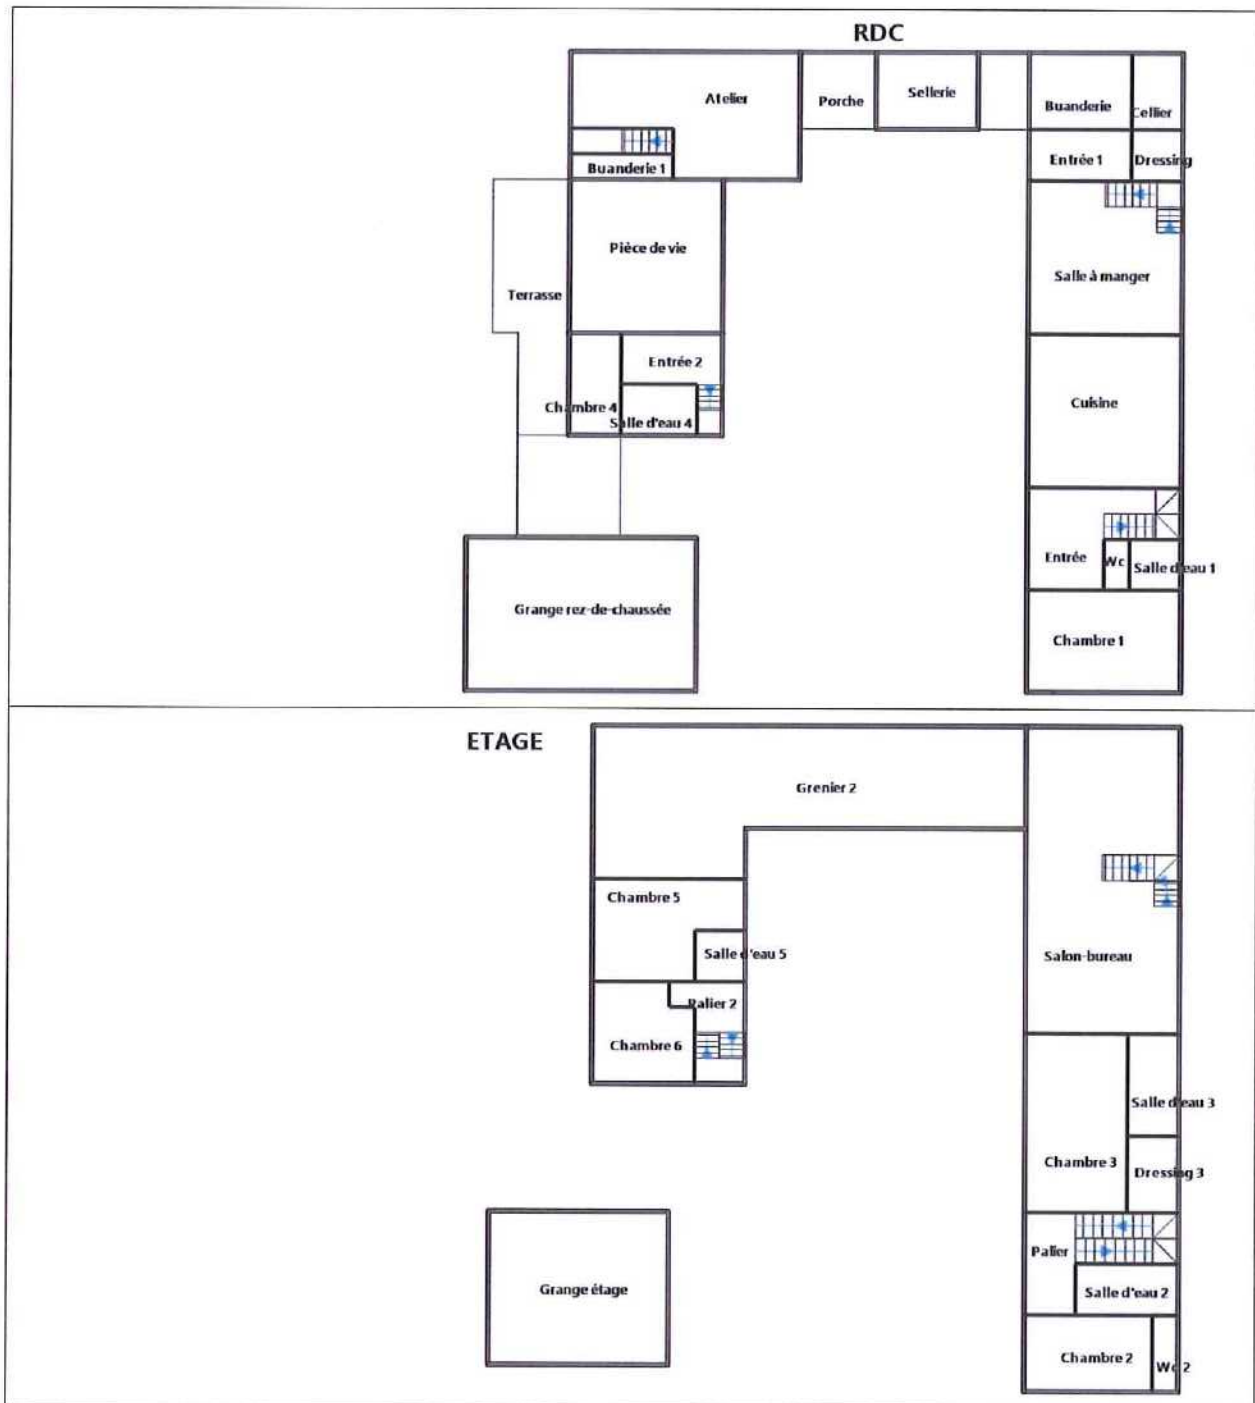 RDC
Atelier
Porche
Sellerie
Buanderie
Cellier
Buanderie 1
Entrée 1
Dressing
Pièce de vie
Salle à manger
Terrasse
Entrée 2
Chambre 4
Salle d'eau 4
Cuisine
Entrée
Wc
Salle d'eau 1
Grange rez-de-chaussée
Chambre 1
ETAGE
Grenier 2
Chambre 5
Salle d'eau 5
Salon-bureau
Palier 2
Chambre 6
Salle d'eau 3
Chambre 3
Dressing 3
Palier
Grange étage
Salle d'eau 2
Chambre 2
Wc 2